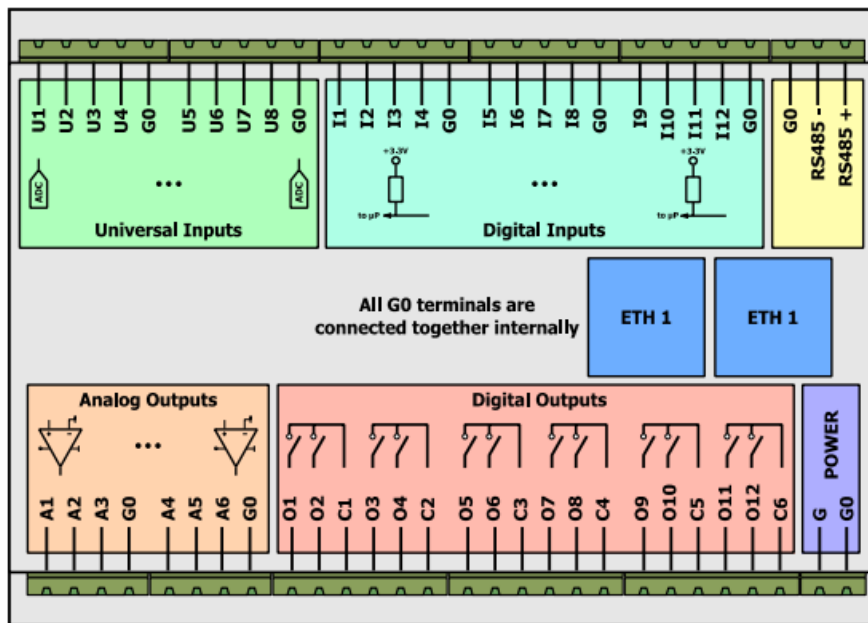 U1 U2 U3 U4 G0 U5 U6 U7 U8 G0
I1 I2 I3 I4 G0 I5 I6 I7 I8 G0 I9 I10 I11 I12 G0
G0 RS485 - RS485 +
ADC ... ADC
Universal Inputs
+3-3V ... +3-3V
to µP to µP
Digital Inputs
All G0 terminals are
connected together internally
ETH 1
ETH 1
Analog Outputs
+ - ... + -
A1 A2 A3 G0 A4 A5 A6 G0
Digital Outputs
O1 O2 C1 O3 O4 C2 O5 O6 C3 O7 O8 C4 O9 O10 C5 O11 O12 C6
POWER
G G0